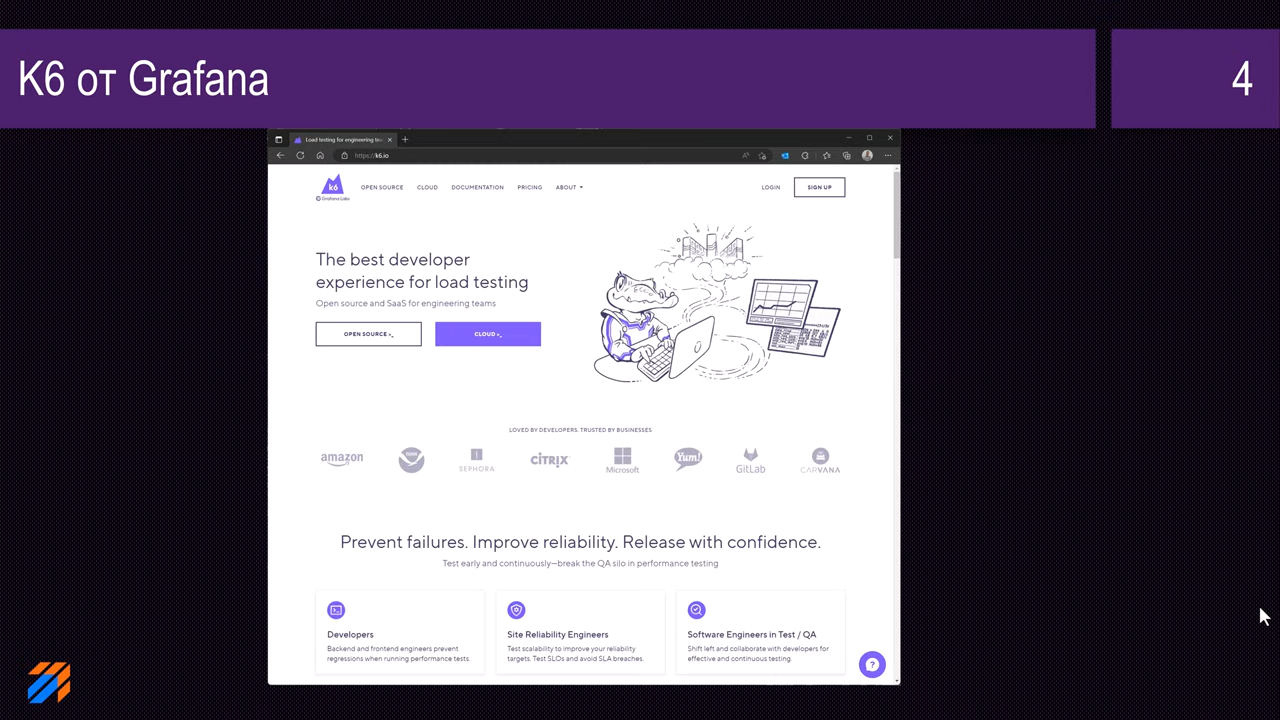 K6 от Grafana
4
Load testing for engineering tea
https://k6.io
k6
Grafana Labs
OPEN SOURCE
CLOUD
DOCUMENTATION
PRICING
ABOUT
LOGIN
SIGN UP
The best developer
experience for load testing
Open source and SaaS for engineering teams
OPEN SOURCE >_
CLOUD >_
LOVED BY DEVELOPERS. TRUSTED BY BUSINESSES
amazon
SEPHORA
CITRIX
Microsoft
Yum!
GitLab
CARVANA
Prevent failures. Improve reliability. Release with confidence.
Test early and continuously—break the QA silo in performance testing
Developers
Backend and frontend engineers prevent
regressions when running performance tests.
Site Reliability Engineers
Test scalability to improve your reliability
targets. Test SLOs and avoid SLA breaches.
Software Engineers in Test / QA
Shift left and collaborate with developers for
effective and continuous testing.
?